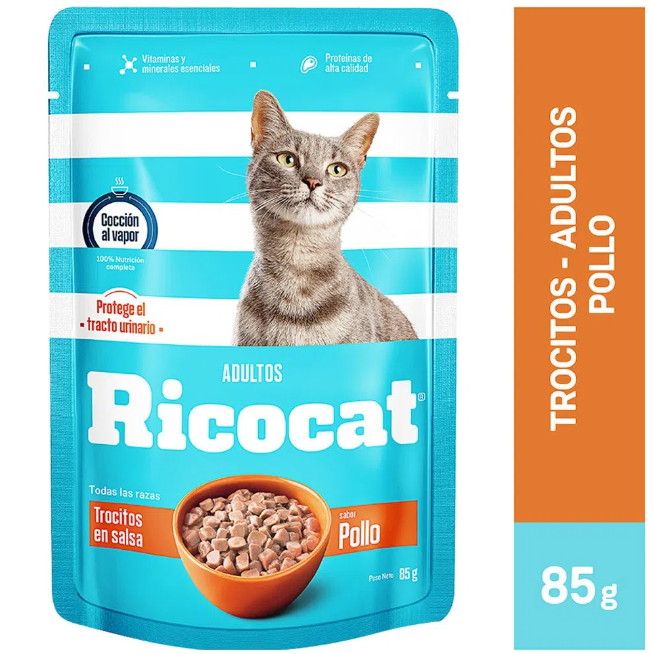 Vitaminas y
minerales esenciales
Proteínas de
alta calidad
Cocción
al vapor
100% Nutrición
completa
Protege el
• tracto urinario •
ADULTOS
Ricocat®
Todas las razas
Trocitos
en salsa
sabor
Pollo
Peso Neto 85 g
TROCITOS - ADULTOS
POLLO
85 g